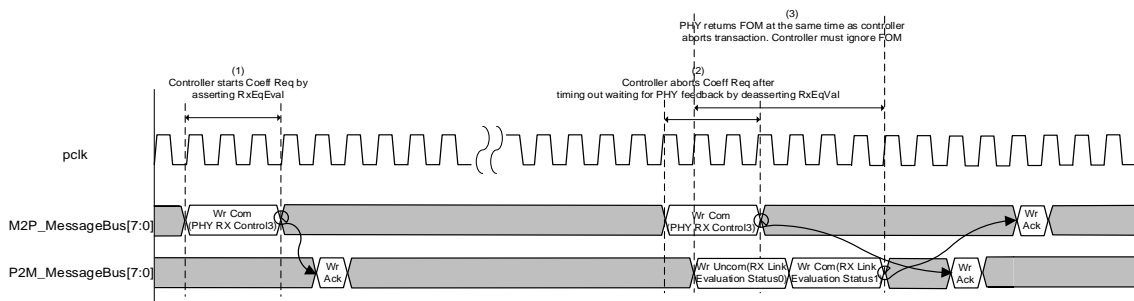 (3)
PHY returns FOM at the same time as controller
aborts transaction. Controller must ignore FOM
(1)
Controller starts Coeff Req by
asserting RxEqEval
(2)
Controller aborts Coeff Req after
timing out waiting for PHY feedback by deasserting RxEqVal
pclk
M2P_MessageBus[7:0]
Wr Com
(PHY RX Control3)
Wr Com
(PHY RX Control3)
Wr
Ack
P2M_MessageBus[7:0]
Wr
Ack
Wr Uncom(RX Link
Evaluation Status0)
Wr Com(RX Link
Evaluation Status1)
Wr
Ack